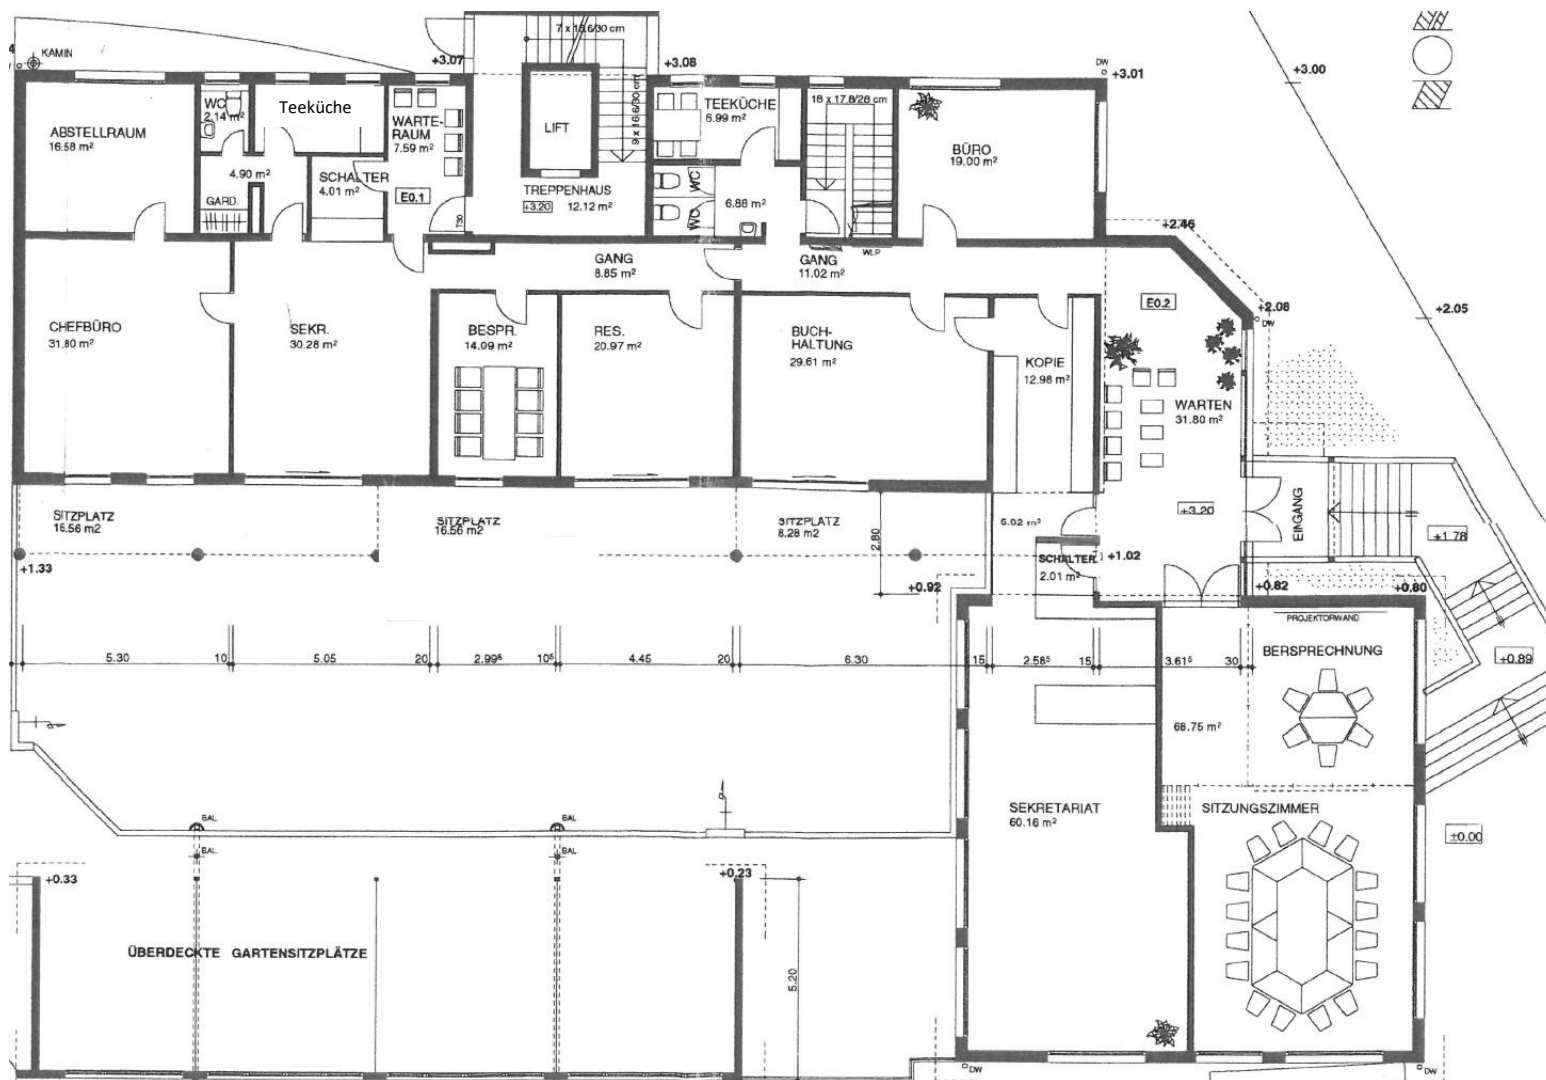 KAMIN
7 x 16.6/30 cm
+3.07
+3.08
DW
+3.01
+3.00
WC
2.14 m²
Teeküche
ABSTELLRAUM
16.58 m²
WARTE-
RAUM
7.59 m²
LIFT
9 x 16.6/30 cm
TEEKÜCHE
6.99 m²
18 x 17.8/28 cm
BÜRO
19.00 m²
4.90 m²
SCHALTER
4.01 m²
GARD.
E0.1
T30
TREPPENHAUS
+3.20 12.12 m²
WC
WC
6.88 m²
+2.46
GANG
8.85 m²
GANG
11.02 m²
WLP
E0.2
+2.08
DW
+2.05
CHEFBÜRO
31.80 m²
SEKR.
30.28 m²
BESPR.
14.09 m²
RES.
20.97 m²
BUCH-
HALTUNG
29.61 m²
KOPIE
12.98 m²
WARTEN
31.80 m²
SITZPLATZ
16.56 m2
SITZPLATZ
16.56 m2
SITZPLATZ
8.28 m2
2.80
5.02 m²
+3.20
EINGANG
+1.78
+1.33
SCHALTER
2.01 m²
+1.02
+0.92
+0.82
+0.80
PROJEKTORWAND
5.30 10 5.05 20 2.99⁵ 10⁵ 4.45 20 6.30 15 2.58⁵ 15 3.61⁵ 30
BERSPRECHNUNG
+0.89
68.75 m²
SEKRETARIAT
60.16 m²
SITZUNGSZIMMER
±0.00
BAL.
BAL.
BAL.
BAL.
+0.33
+0.23
ÜBERDECKTE GARTENSITZPLÄTZE
5.20
DW
DW